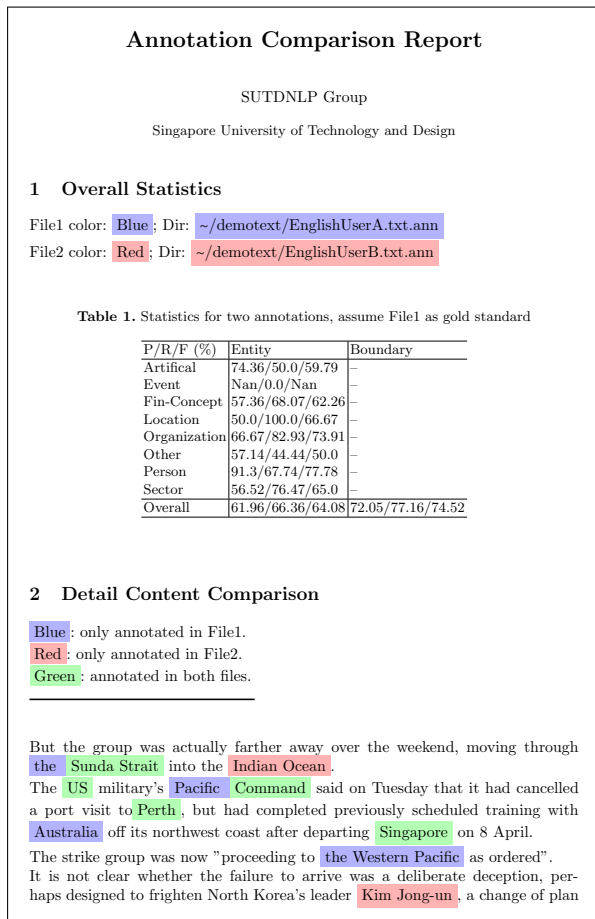 Annotation Comparison Report
SUTDNLP Group
Singapore University of Technology and Design
1 Overall Statistics
File1 color: Blue ; Dir: ~/demotext/EnglishUserA.txt.ann
File2 color: Red ; Dir: ~/demotext/EnglishUserB.txt.ann
Table 1. Statistics for two annotations, assume File1 as gold standard
P/R/F (%) Entity Boundary
Artifical 74.36/50.0/59.79 –
Event Nan/0.0/Nan –
Fin-Concept 57.36/68.07/62.26 –
Location 50.0/100.0/66.67 –
Organization 66.67/82.93/73.91 –
Other 57.14/44.44/50.0 –
Person 91.3/67.74/77.78 –
Sector 56.52/76.47/65.0 –
Overall 61.96/66.36/64.08 72.05/77.16/74.52
2 Detail Content Comparison
Blue : only annotated in File1.
Red : only annotated in File2.
Green : annotated in both files.
But the group was actually farther away over the weekend, moving through
the Sunda Strait into the Indian Ocean .
The US military's Pacific Command said on Tuesday that it had cancelled
a port visit to Perth , but had completed previously scheduled training with
Australia off its northwest coast after departing Singapore on 8 April.
The strike group was now ”proceeding to the Western Pacific as ordered”.
It is not clear whether the failure to arrive was a deliberate deception, per-
haps designed to frighten North Korea's leader Kim Jong-un , a change of plan